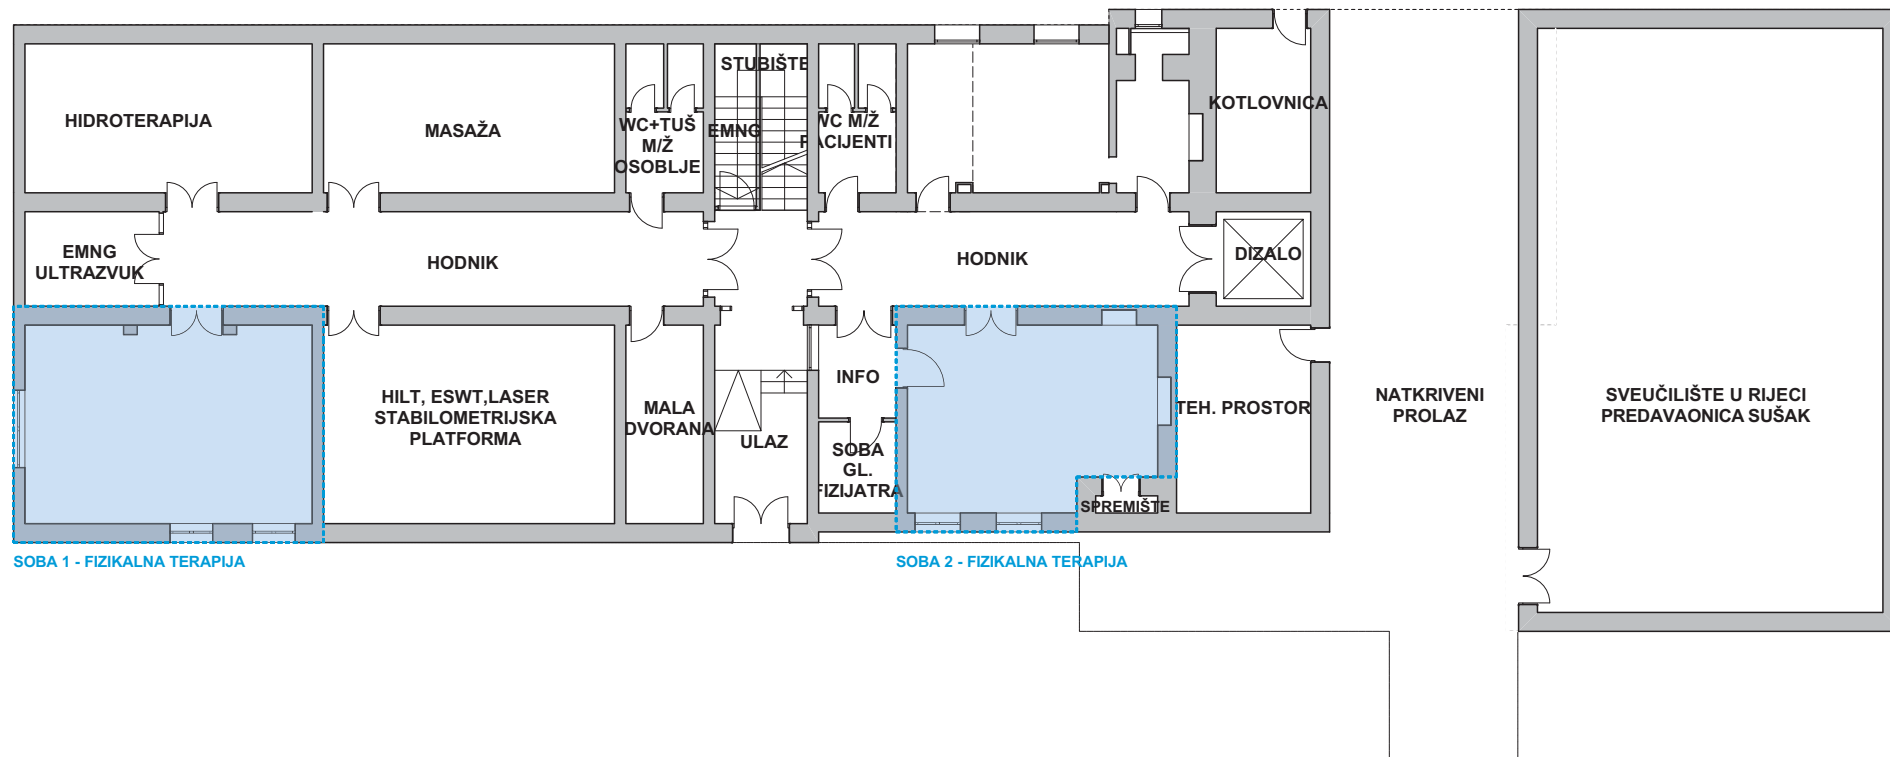 STUBIŠTE
HIDROTERAPIJA
MASAŽA
WC+TUŠ
M/Ž
OSOBLJE
EMNG
WC M/Ž
PACIJENTI
KOTLOVNICA
EMNG
ULTRAZVUK
HODNIK
HODNIK
DIZALO
HILT, ESWT,LASER
STABILOMETRIJSKA
PLATFORMA
MALA
DVORANA
ULAZ
INFO
SOBA
GL.
FIZIJATRA
TEH. PROSTOR
SPREMIŠTE
NATKRIVENI
PROLAZ
SVEUČILIŠTE U RIJECI
PREDAVAONICA SUŠAK
SOBA 1 - FIZIKALNA TERAPIJA
SOBA 2 - FIZIKALNA TERAPIJA